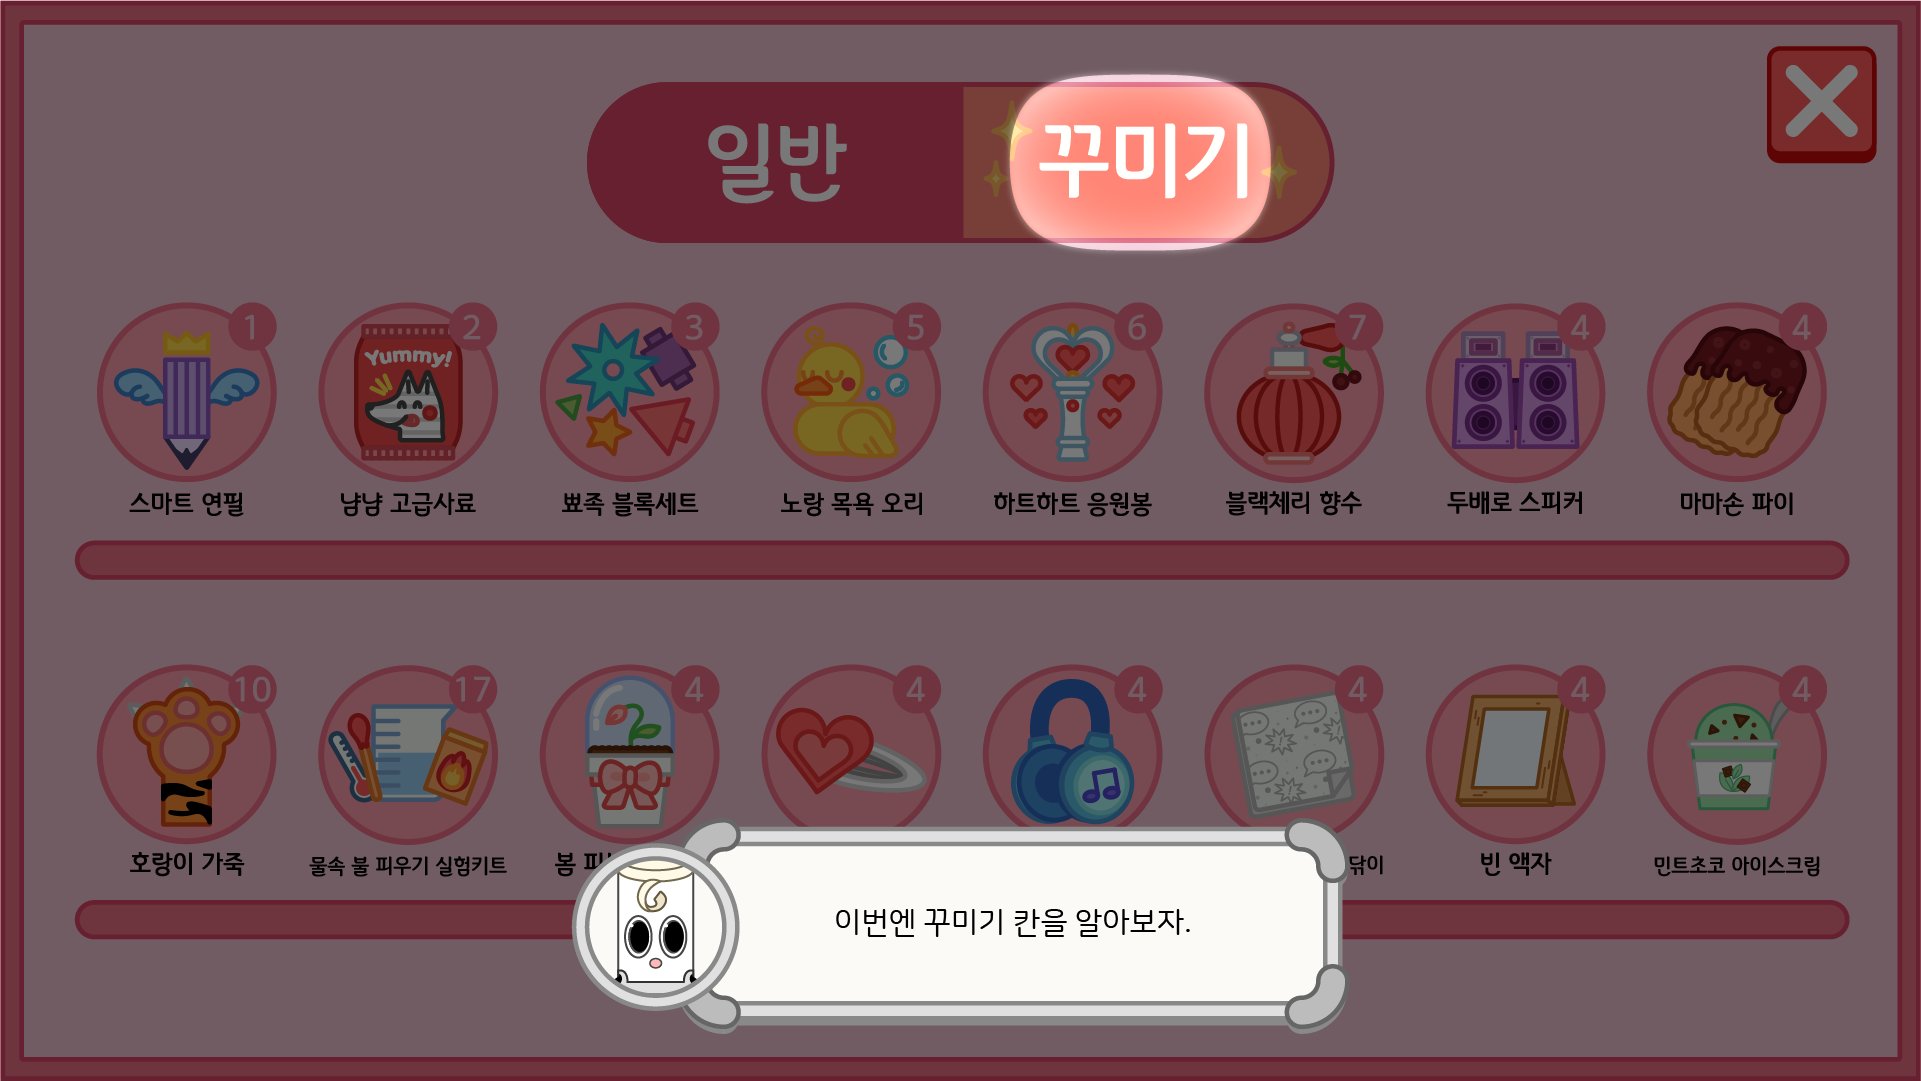 일반
꾸미기
1
2
3
5
6
7
4
4
Yummy!
스마트 연필
냥냥 고급사료
뾰족 블록세트
노랑 목욕 오리
하트하트 응원봉
블랙체리 향수
두배로 스피커
마마손 파이
10
17
4
4
4
4
4
4
호랑이 가죽
물속 불 피우기 실험키트
봄
닦이
빈 액자
민트초코 아이스크림
이번엔 꾸미기 칸을 알아보자.